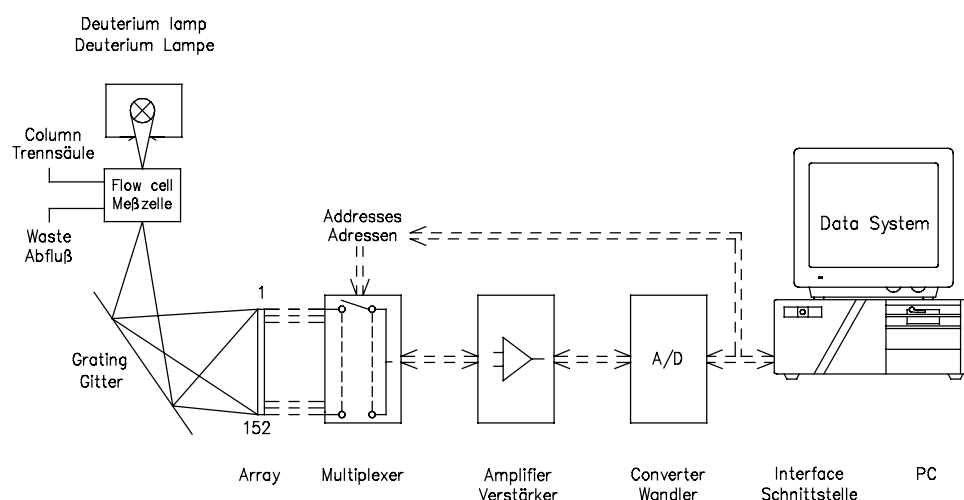 Deuterium lamp
Deuterium Lampe
Column
Trennsäule
Flow cell
Meßzelle
Waste
Abfluß
Addresses
Adressen
Data System
1
Grating
Gitter
A/D
152
Array
Multiplexer
Amplifier
Verstärker
Converter
Wandler
Interface
Schnittstelle
PC